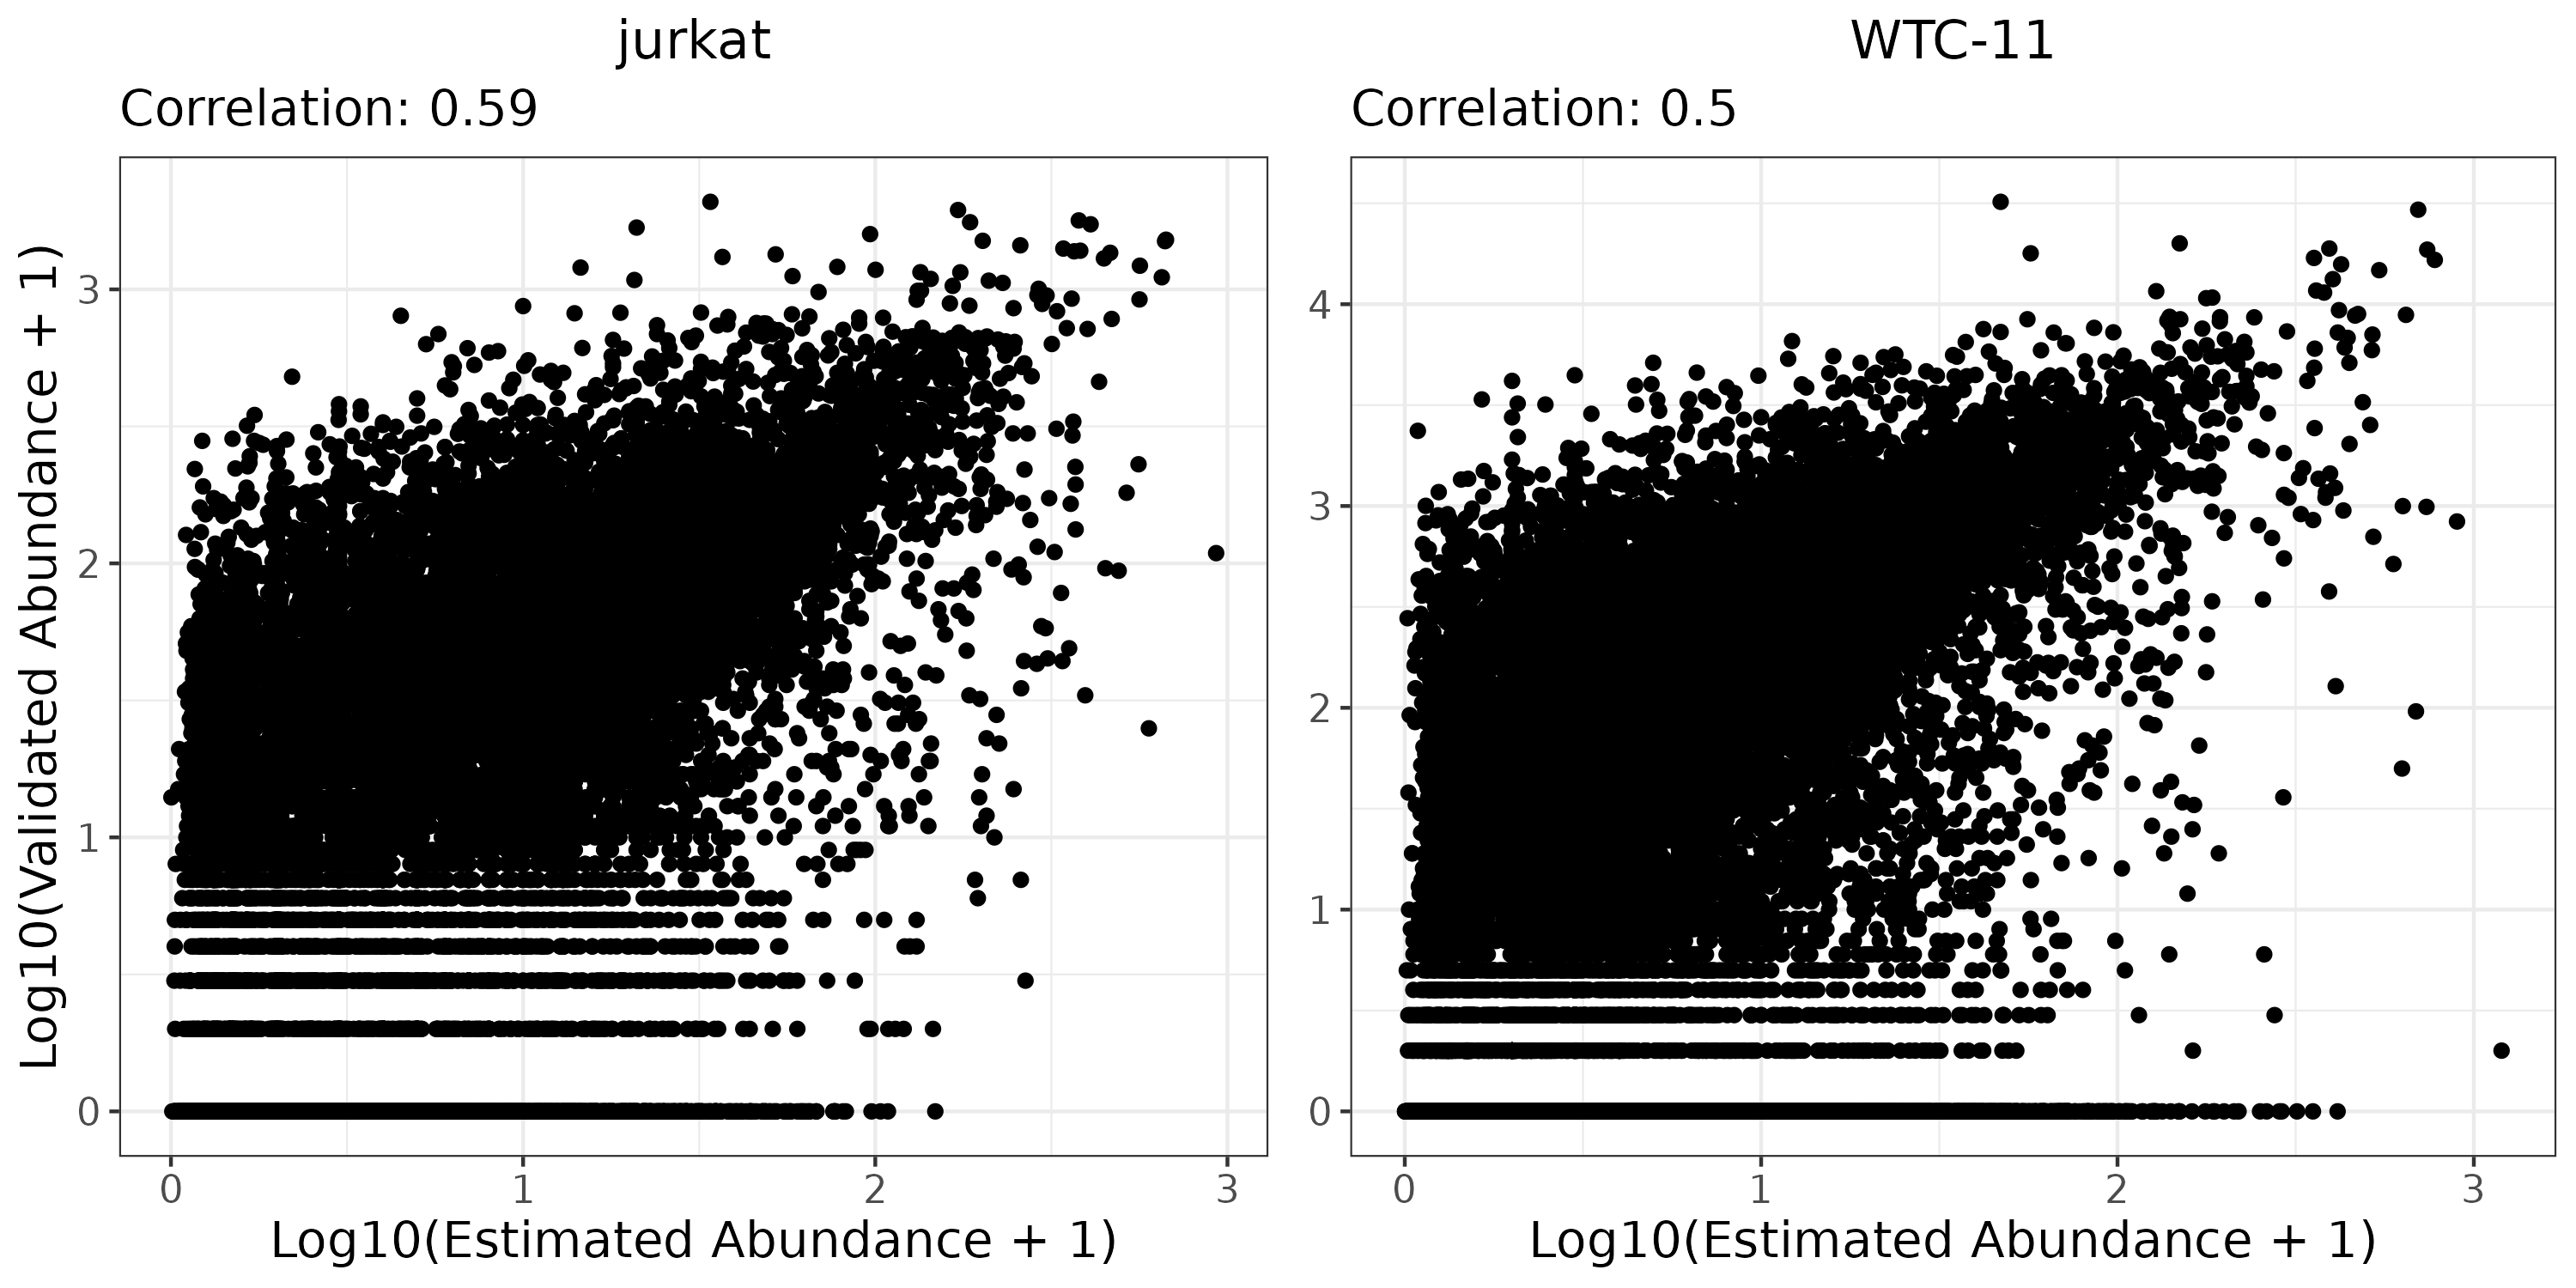 jurkat
Correlation: 0.59
Log10(Validated Abundance + 1)
3
2
1
0
0 1 2 3
Log10(Estimated Abundance + 1)
WTC-11
Correlation: 0.5
4
3
2
1
0
0 1 2 3
Log10(Estimated Abundance + 1)